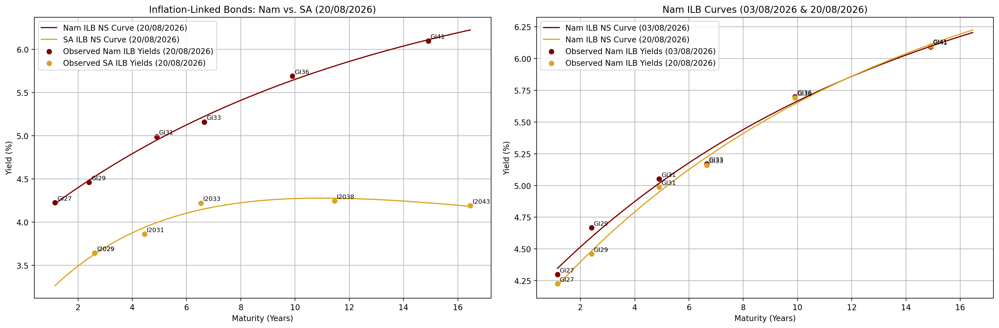 Inflation-Linked Bonds: Nam vs. SA (20/08/2026)
Nam ILB NS Curve (20/08/2026)
SA ILB NS Curve (20/08/2026)
Observed Nam ILB Yields (20/08/2026)
Observed SA ILB Yields (20/08/2026)
Yield (%)
6.0
5.5
5.0
4.5
4.0
3.5
GI27
GI29
GI31
GI33
GI36
GI41
I2029
I2031
I2033
I2038
I2043
2
4
6
8
10
12
14
16
Maturity (Years)
Nam ILB Curves (03/08/2026 & 20/08/2026)
Nam ILB NS Curve (03/08/2026)
Nam ILB NS Curve (20/08/2026)
Observed Nam ILB Yields (03/08/2026)
Observed Nam ILB Yields (20/08/2026)
Yield (%)
6.25
6.00
5.75
5.50
5.25
5.00
4.75
4.50
4.25
GI27
GI27
GI29
GI29
GI31
GI31
GI33
GI33
GI36
GI36
GI41
GI41
2
4
6
8
10
12
14
16
Maturity (Years)